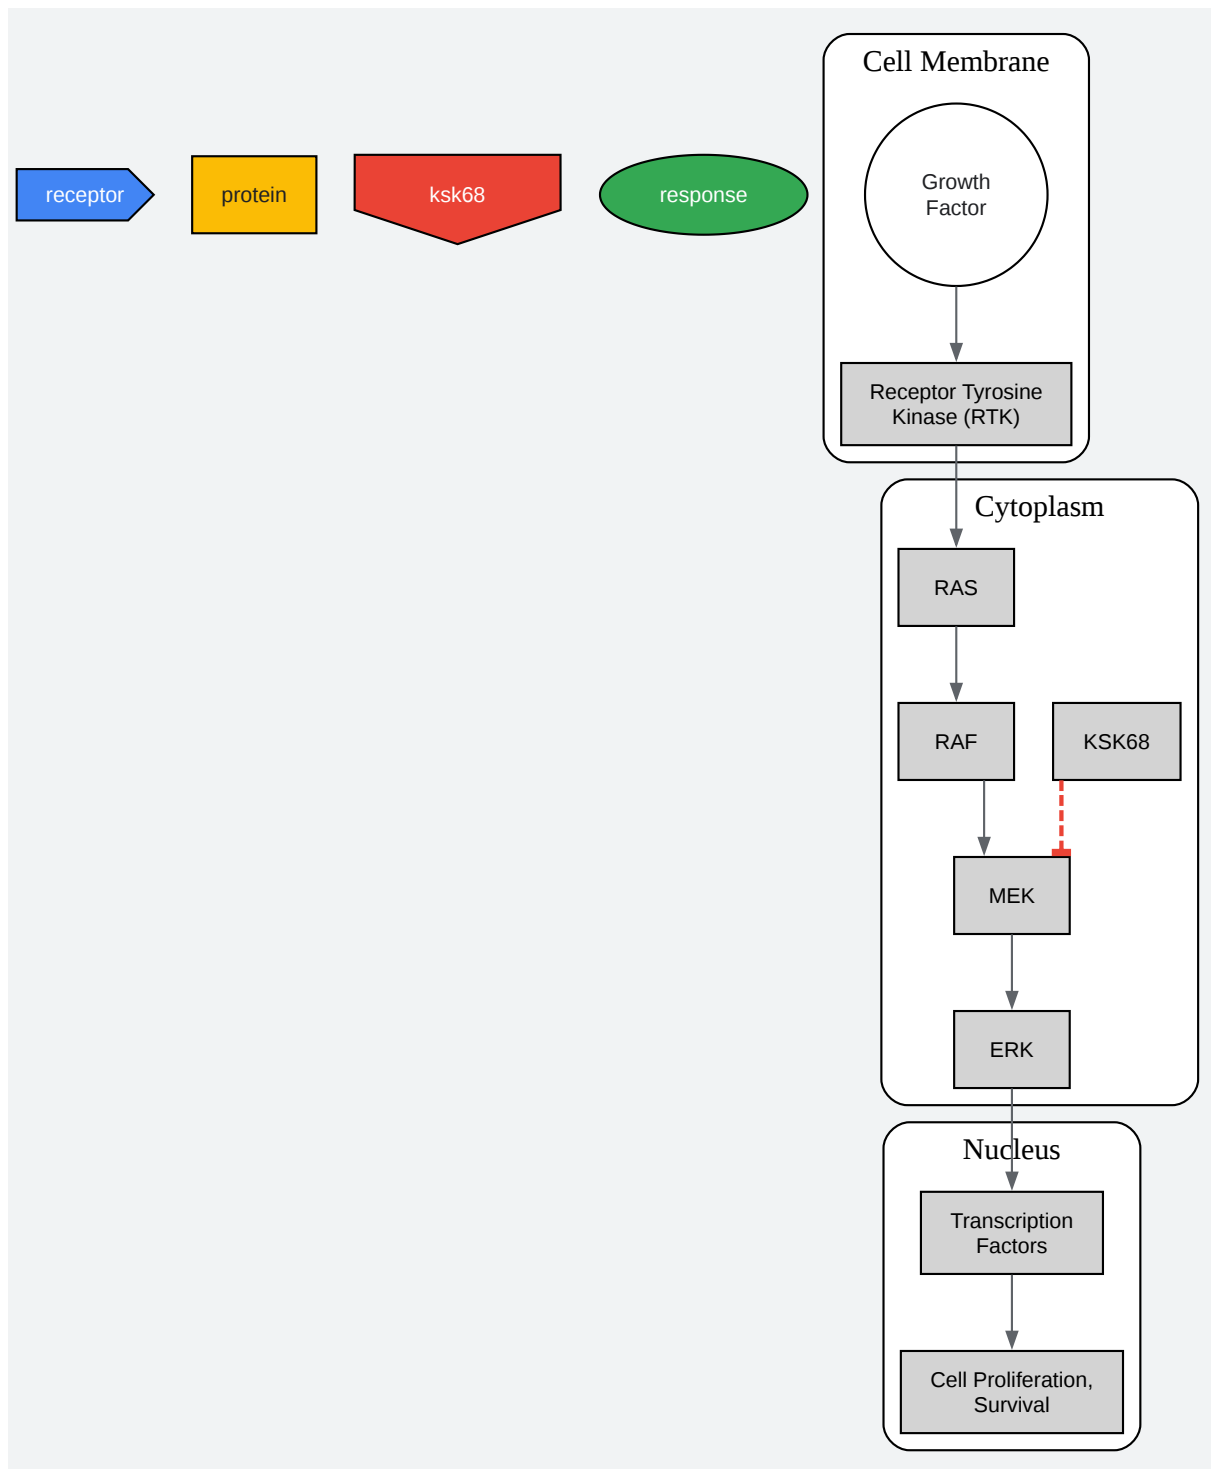 Cell Membrane
receptor
protein
ksk68
response
Growth
Factor
Receptor Tyrosine
Kinase (RTK)
Cytoplasm
RAS
RAF
KSK68
MEK
ERK
Nucleus
Transcription
Factors
Cell Proliferation,
Survival